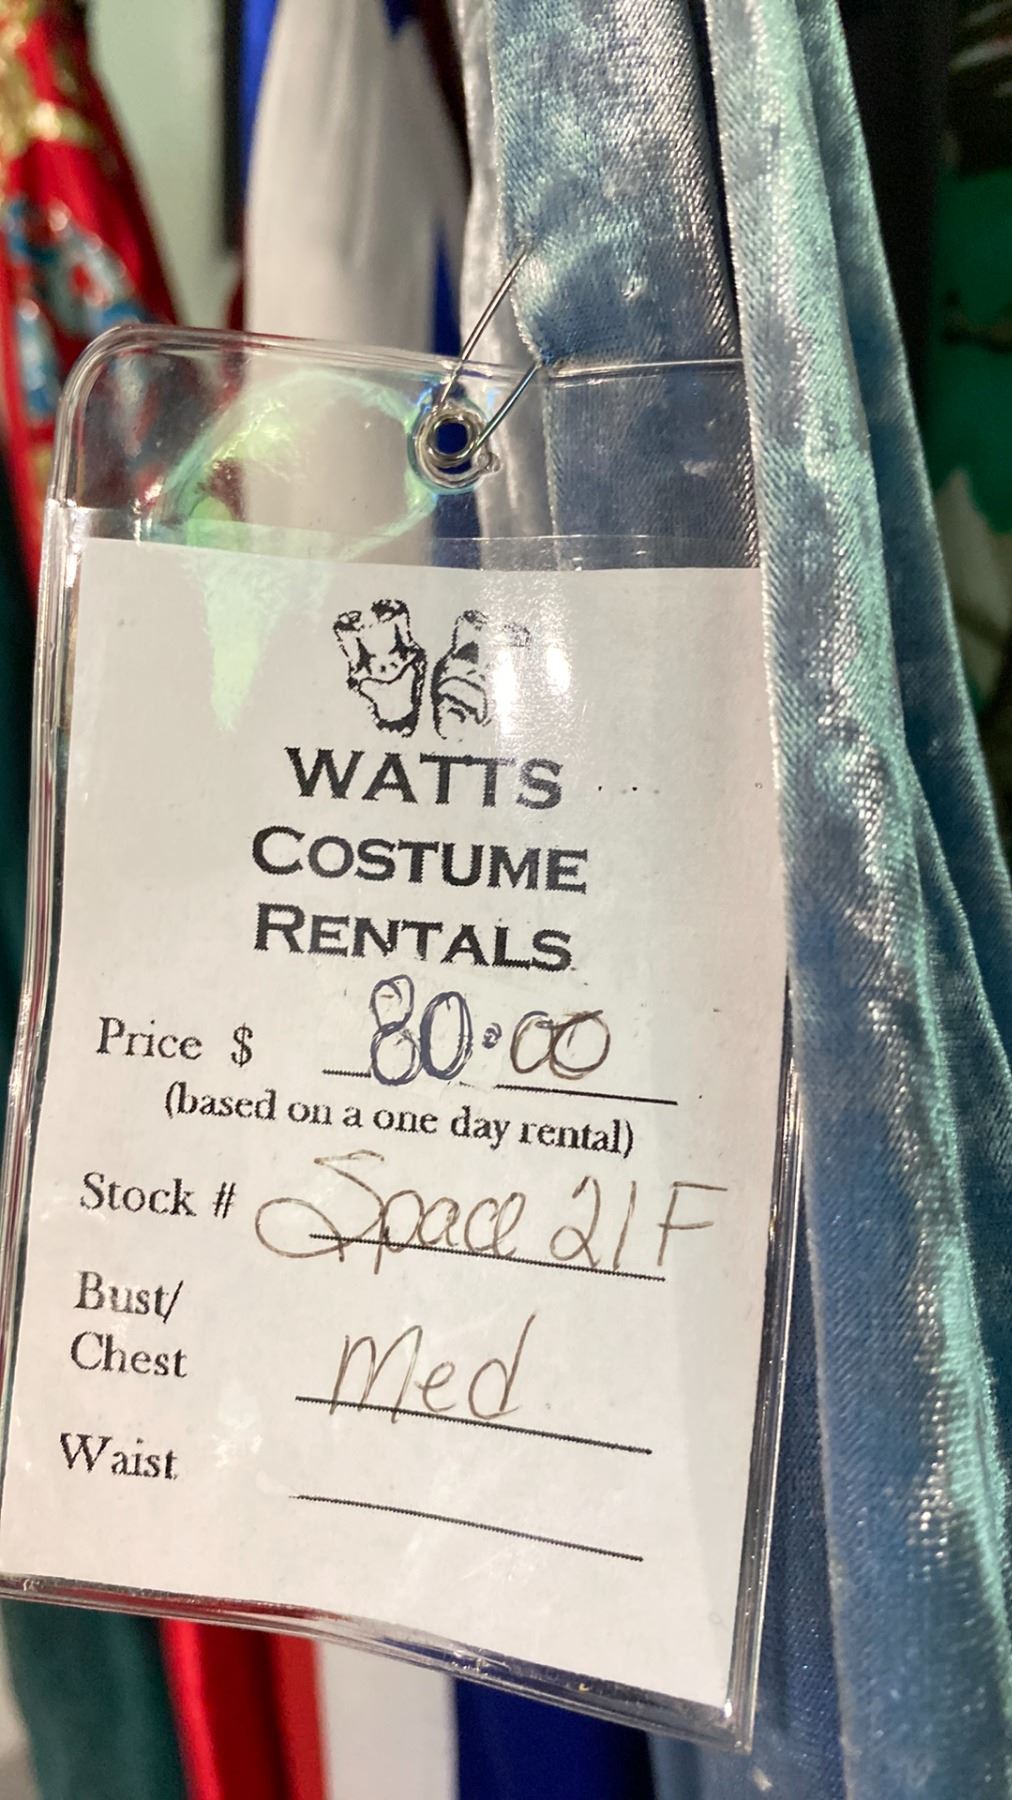 WATTS
COSTUME
RENTALS
Price $ 80.00
(based on a one day rental)
Stock # Space 21F
Bust/
Chest Med
Waist